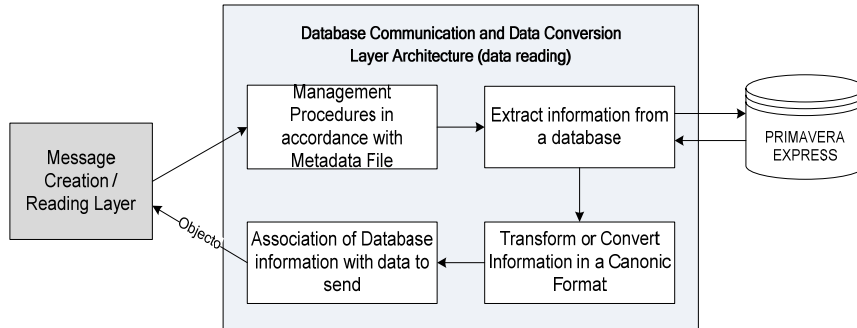 Database Communication and Data Conversion
Layer Architecture (data reading)
Management
Procedures in
accordance with
Metadata File
Extract information from
a database
PRIMAVERA
EXPRESS
Message
Creation /
Reading Layer
Objecto
Association of Database
information with data to
send
Transform or Convert
Information in a Canonic
Format